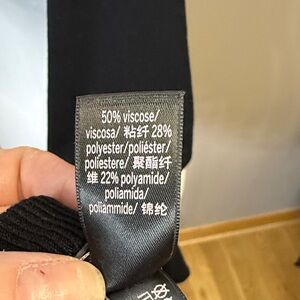 50% viscose/
viscosa/ 粘纤 28%
polyester/poliéster/
poliestere/ 聚酯纤
维 22% polyamide/
poliamida/
poliammide/ 锦纶